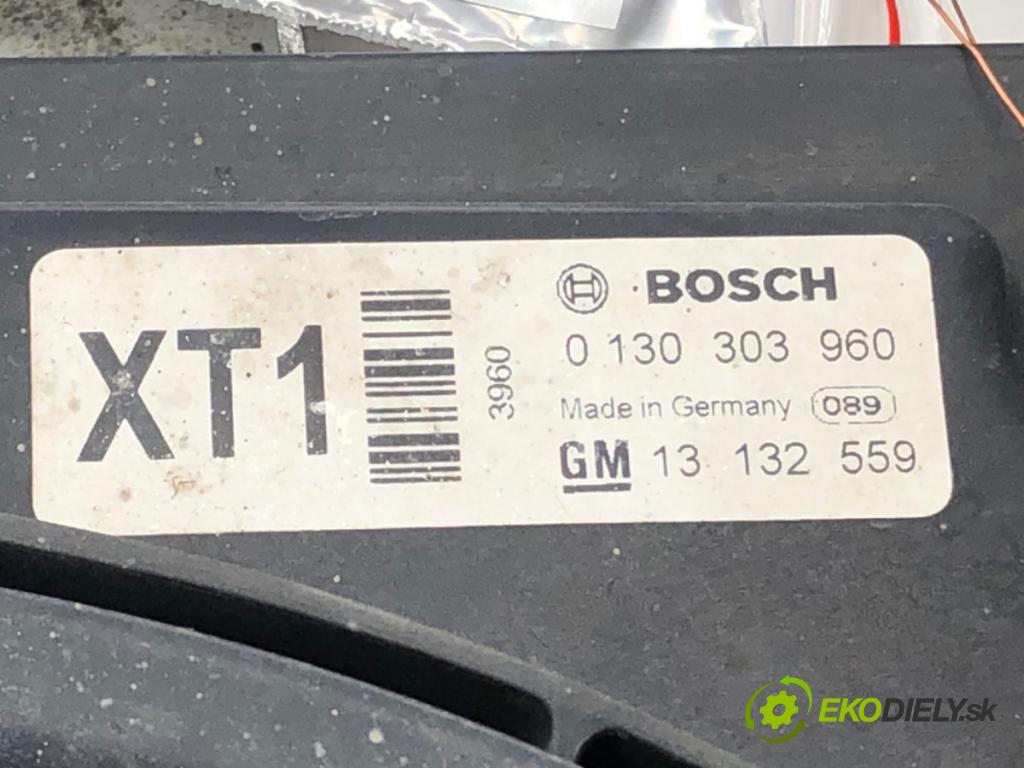 XT1
3960
BOSCH
0 130 303 960
Made in Germany 089
GM 13 132 559
EKODIELY.sk